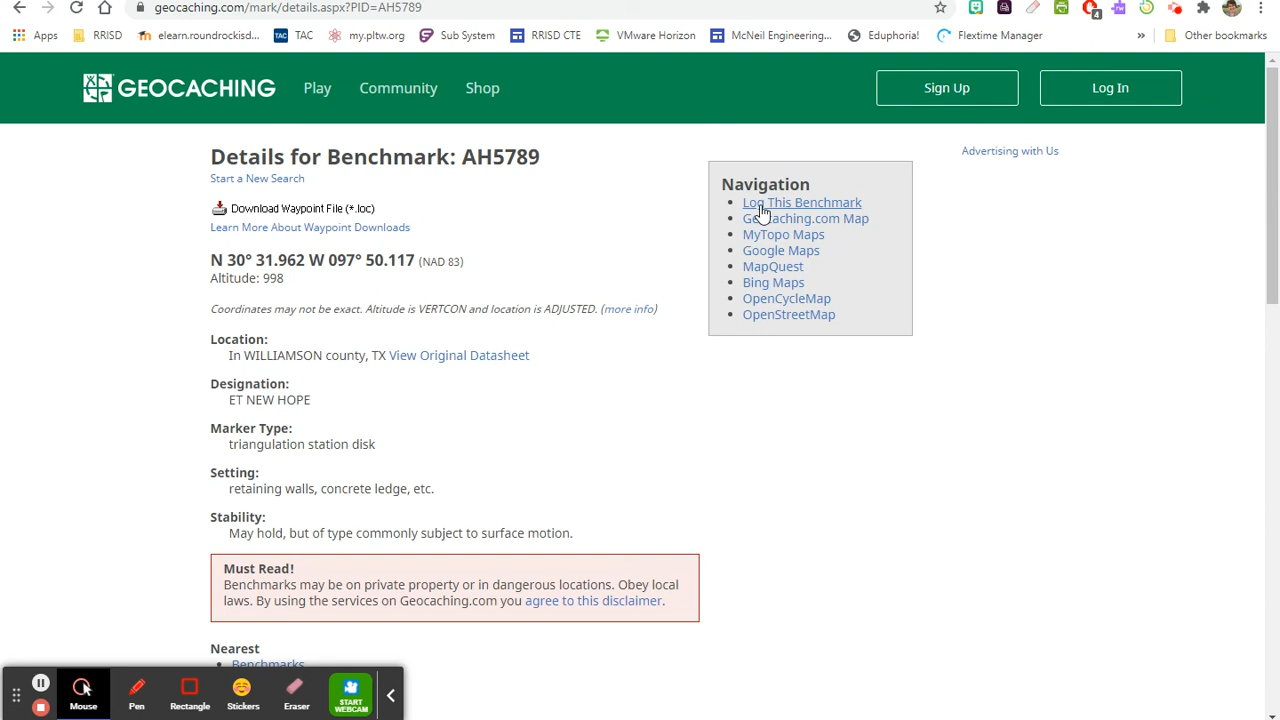 geocaching.com/mark/details.aspx?PID=AH5789
4
Apps
RRISD
elearn.roundrockisd...
TAC
TAC
my.pltw.org
Sub System
RRISD CTE
VMware Horizon
McNeil Engineering...
Eduphoria!
Flextime Manager
»
Other bookmarks
GEOCACHING
Play
Community
Shop
Sign Up
Log In
Details for Benchmark: AH5789
Start a New Search
Download Waypoint File (*.loc)
Learn More About Waypoint Downloads
N 30° 31.962 W 097° 50.117 (NAD 83)
Altitude: 998
Coordinates may not be exact. Altitude is VERTCON and location is ADJUSTED. (more info)
Location:
In WILLIAMSON county, TX View Original Datasheet
Designation:
ET NEW HOPE
Marker Type:
triangulation station disk
Setting:
retaining walls, concrete ledge, etc.
Stability:
May hold, but of type commonly subject to surface motion.
Must Read!
Benchmarks may be on private property or in dangerous locations. Obey local
laws. By using the services on Geocaching.com you agree to this disclaimer.
Nearest
• Benchmarks
Navigation
• Log This Benchmark
• Geocaching.com Map
• MyTopo Maps
• Google Maps
• MapQuest
• Bing Maps
• OpenCycleMap
• OpenStreetMap
Advertising with Us
Mouse
Pen
Rectangle
Stickers
Eraser
START
WEBCAM